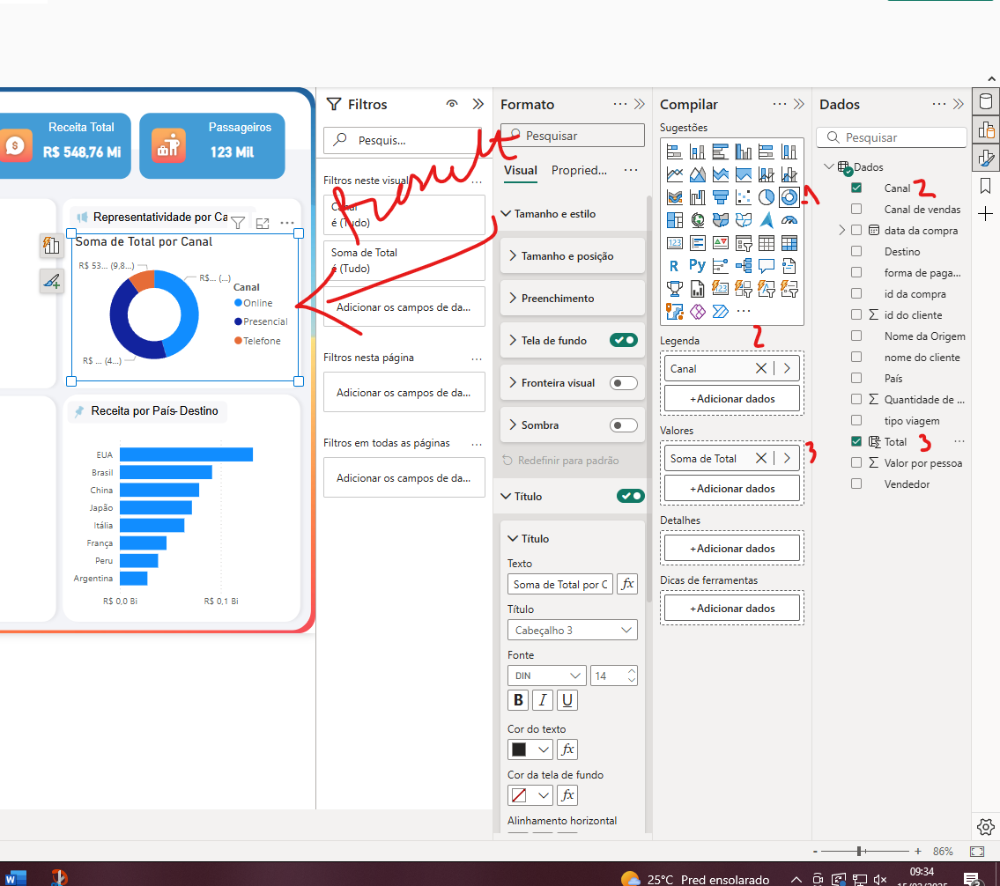 Receita Total
R$ 548,76 Mi
Passageiros
123 Mil
Representatividade por Ca
Soma de Total por Canal
R$ 53... (9,8...)
R$... (...)
R$ ... (4...)
Canal
Online
Presencial
Telefone
Receita por País-Destino
EUA
Brasil
China
Japão
Itália
França
Peru
Argentina
R$ 0,0 Bi
R$ 0,1 Bi
Filtros
Pesquis...
Filtros neste visual
Canal
é (Tudo)
Soma de Total
é (Tudo)
Adicionar os campos de da...
Filtros nesta página
Adicionar os campos de da...
Filtros em todas as páginas
Adicionar os campos de da...
Formato
Pesquisar
Visual
Propried...
Tamanho e estilo
Tamanho e posição
Preenchimento
Tela de fundo
Fronteira visual
Sombra
Redefinir para padrão
Título
Título
Texto
Soma de Total por C
fx
Título
Cabeçalho 3
Fonte
DIN
14
B I U
Cor do texto
fx
Cor da tela de fundo
fx
Alinhamento horizontal
Compilar
Sugestões
123
R
Py
1
2
Legenda
Canal
+Adicionar dados
Valores
Soma de Total
3
+Adicionar dados
Detalhes
+Adicionar dados
Dicas de ferramentas
+Adicionar dados
Dados
Pesquisar
Dados
Canal
2
Canal de vendas
data da compra
Destino
forma de paga...
id da compra
id do cliente
Nome da Origem
nome do cliente
País
Quantidade de ...
tipo viagem
Total
3
Valor por pessoa
Vendedor
- + 86%
25°C Pred ensolarado
09:34